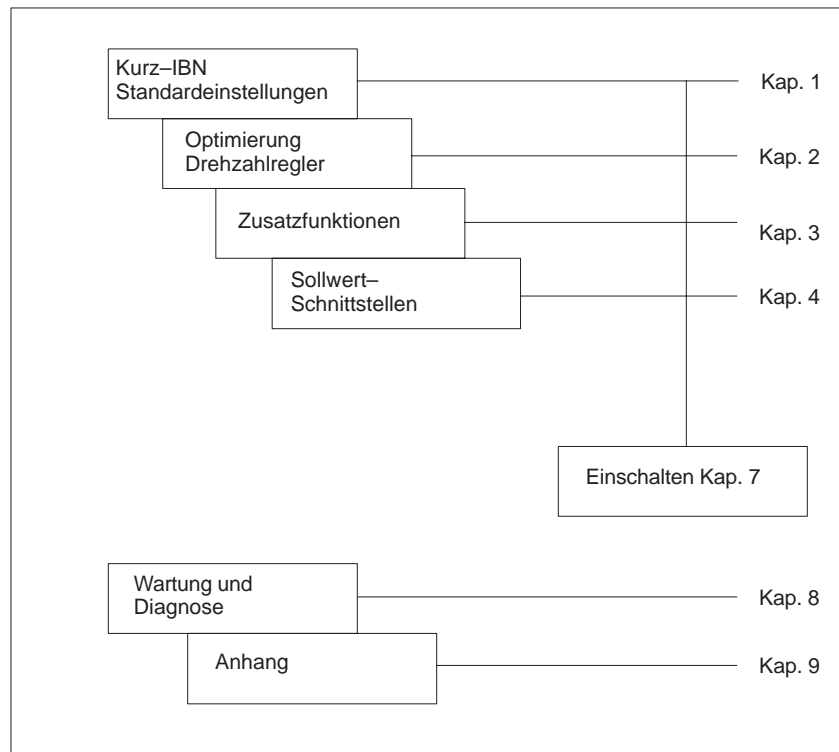 Kurz–IBN
Standardeinstellungen
Kap. 1
Optimierung
Drehzahlregler
Kap. 2
Zusatzfunktionen
Kap. 3
Sollwert–
Schnittstellen
Kap. 4
Einschalten Kap. 7
Wartung und
Diagnose
Kap. 8
Anhang
Kap. 9